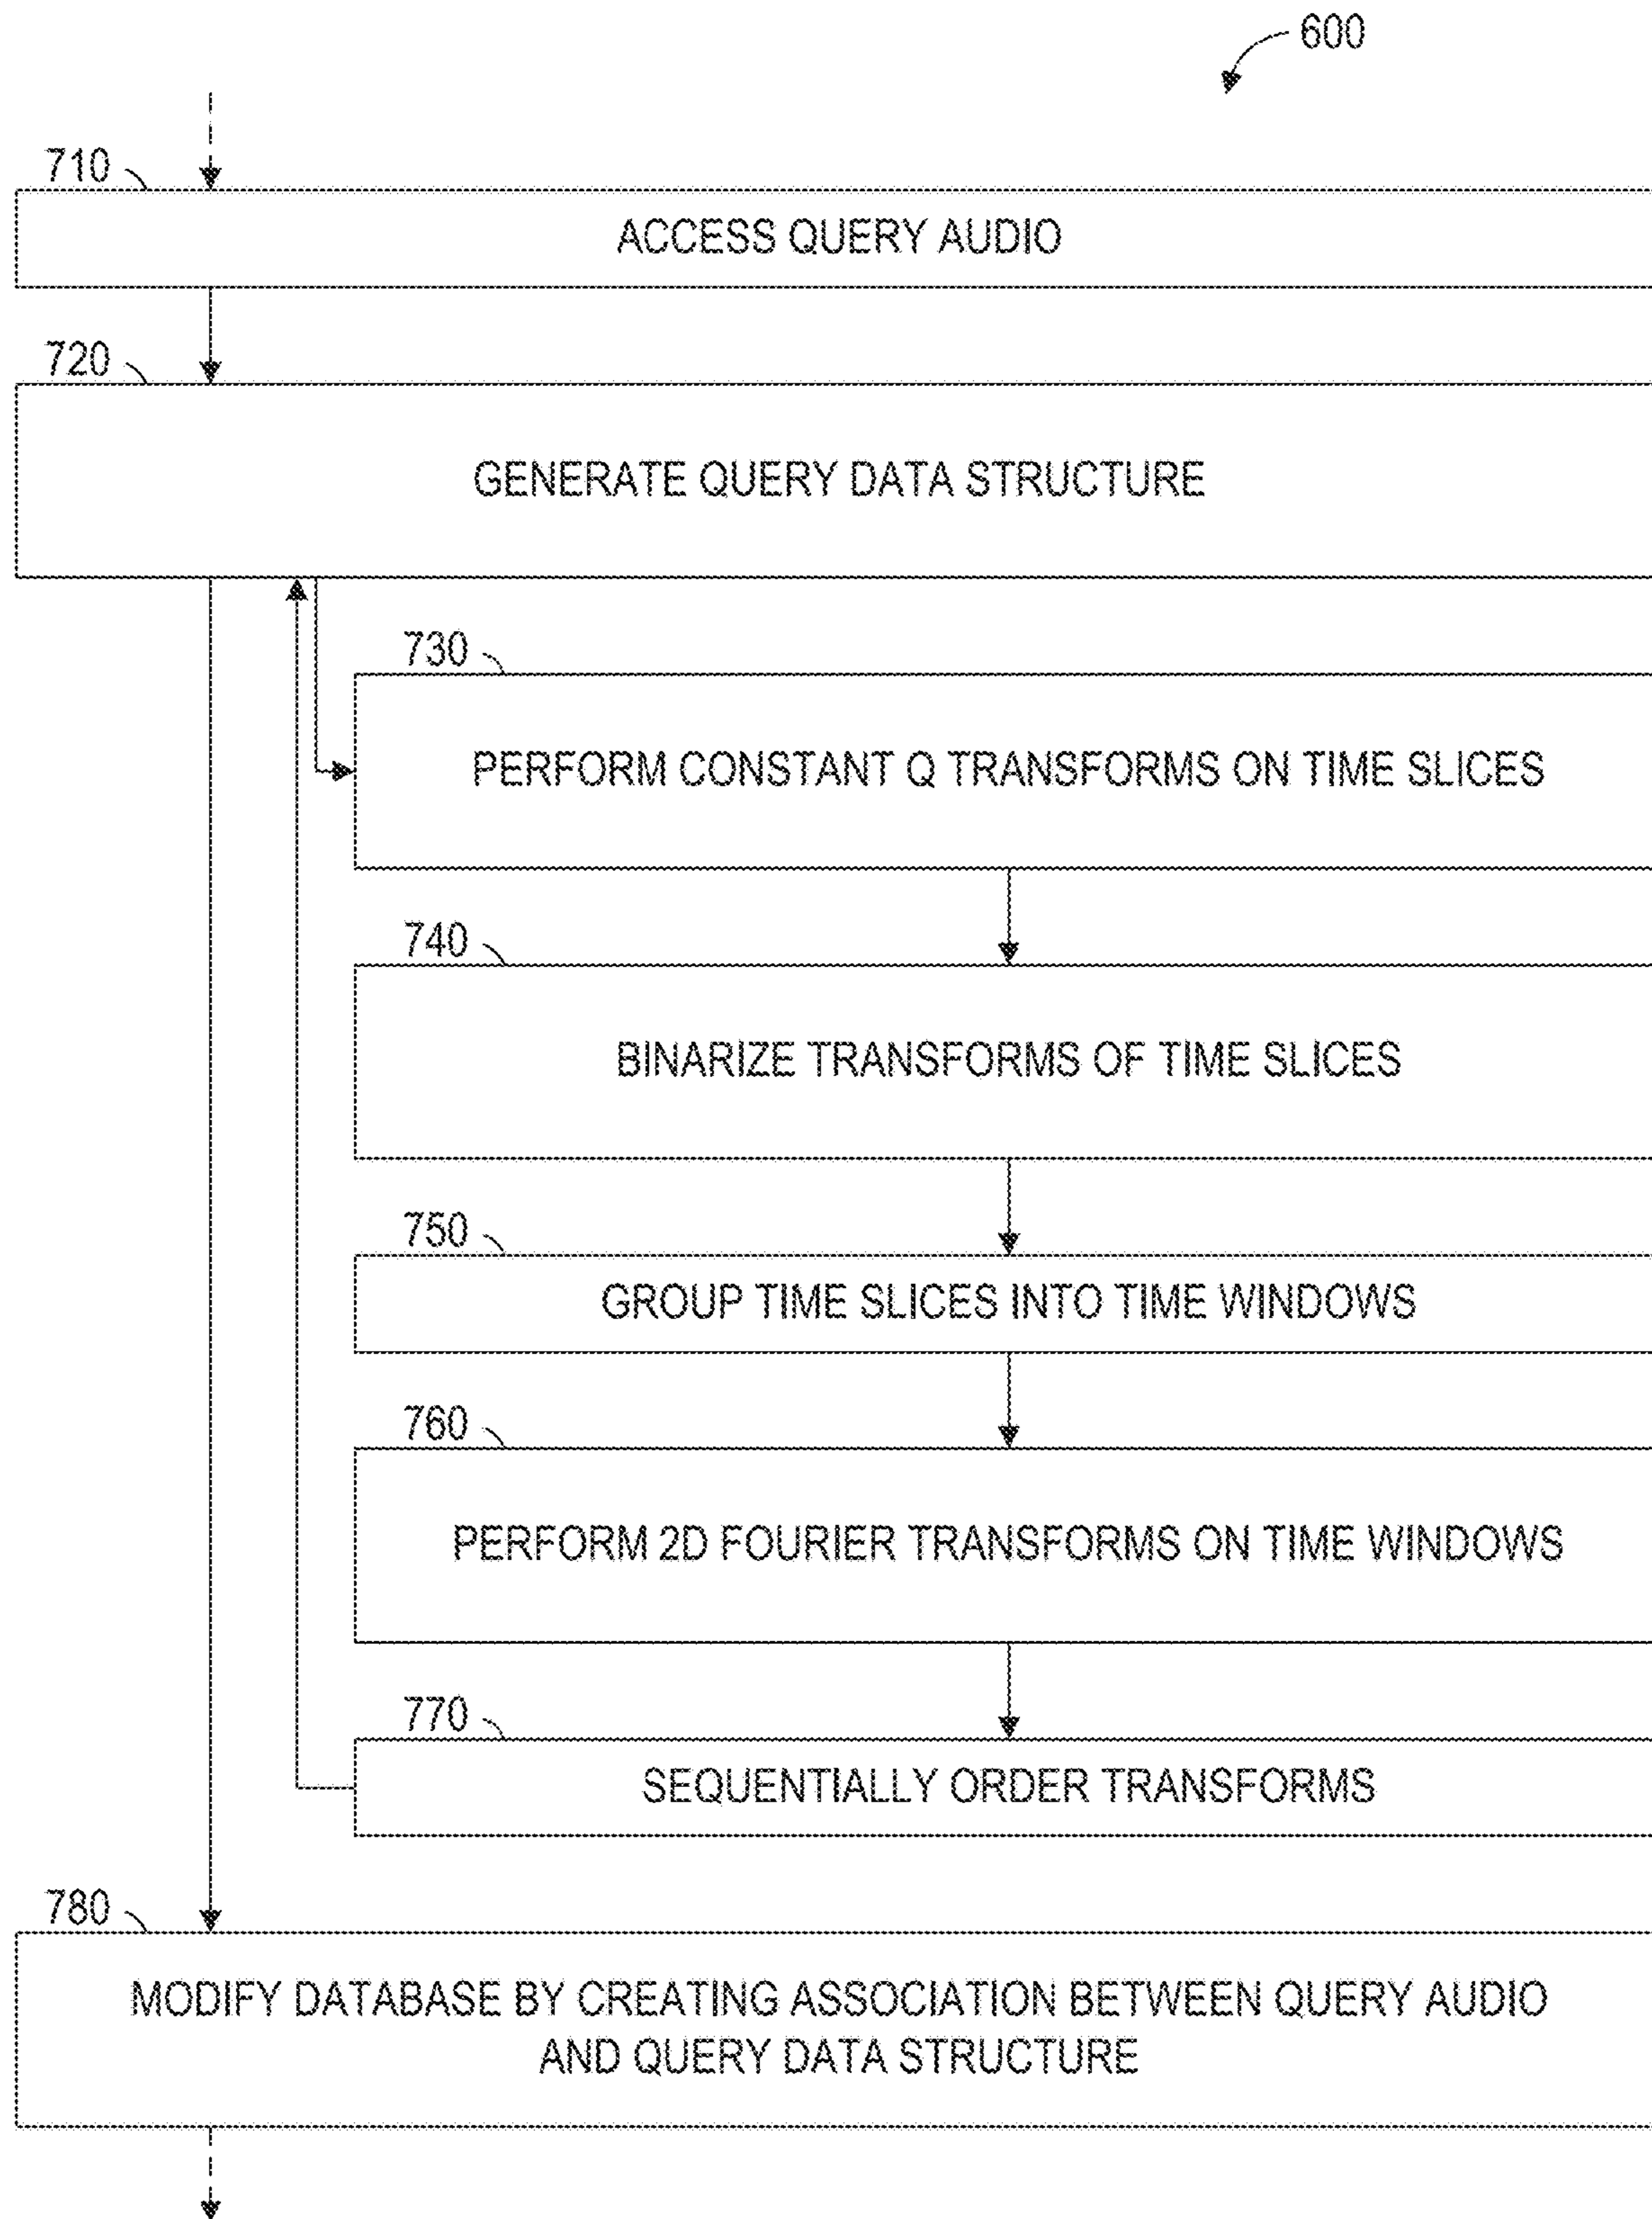 600
710
ACCESS QUERY AUDIO
720
GENERATE QUERY DATA STRUCTURE
730
PERFORM CONSTANT Q TRANSFORMS ON TIME SLICES
740
BINARIZE TRANSFORMS OF TIME SLICES
750
GROUP TIME SLICES INTO TIME WINDOWS
760
PERFORM 2D FOURIER TRANSFORMS ON TIME WINDOWS
770
SEQUENTIALLY ORDER TRANSFORMS
780
MODIFY DATABASE BY CREATING ASSOCIATION BETWEEN QUERY AUDIO
AND QUERY DATA STRUCTURE